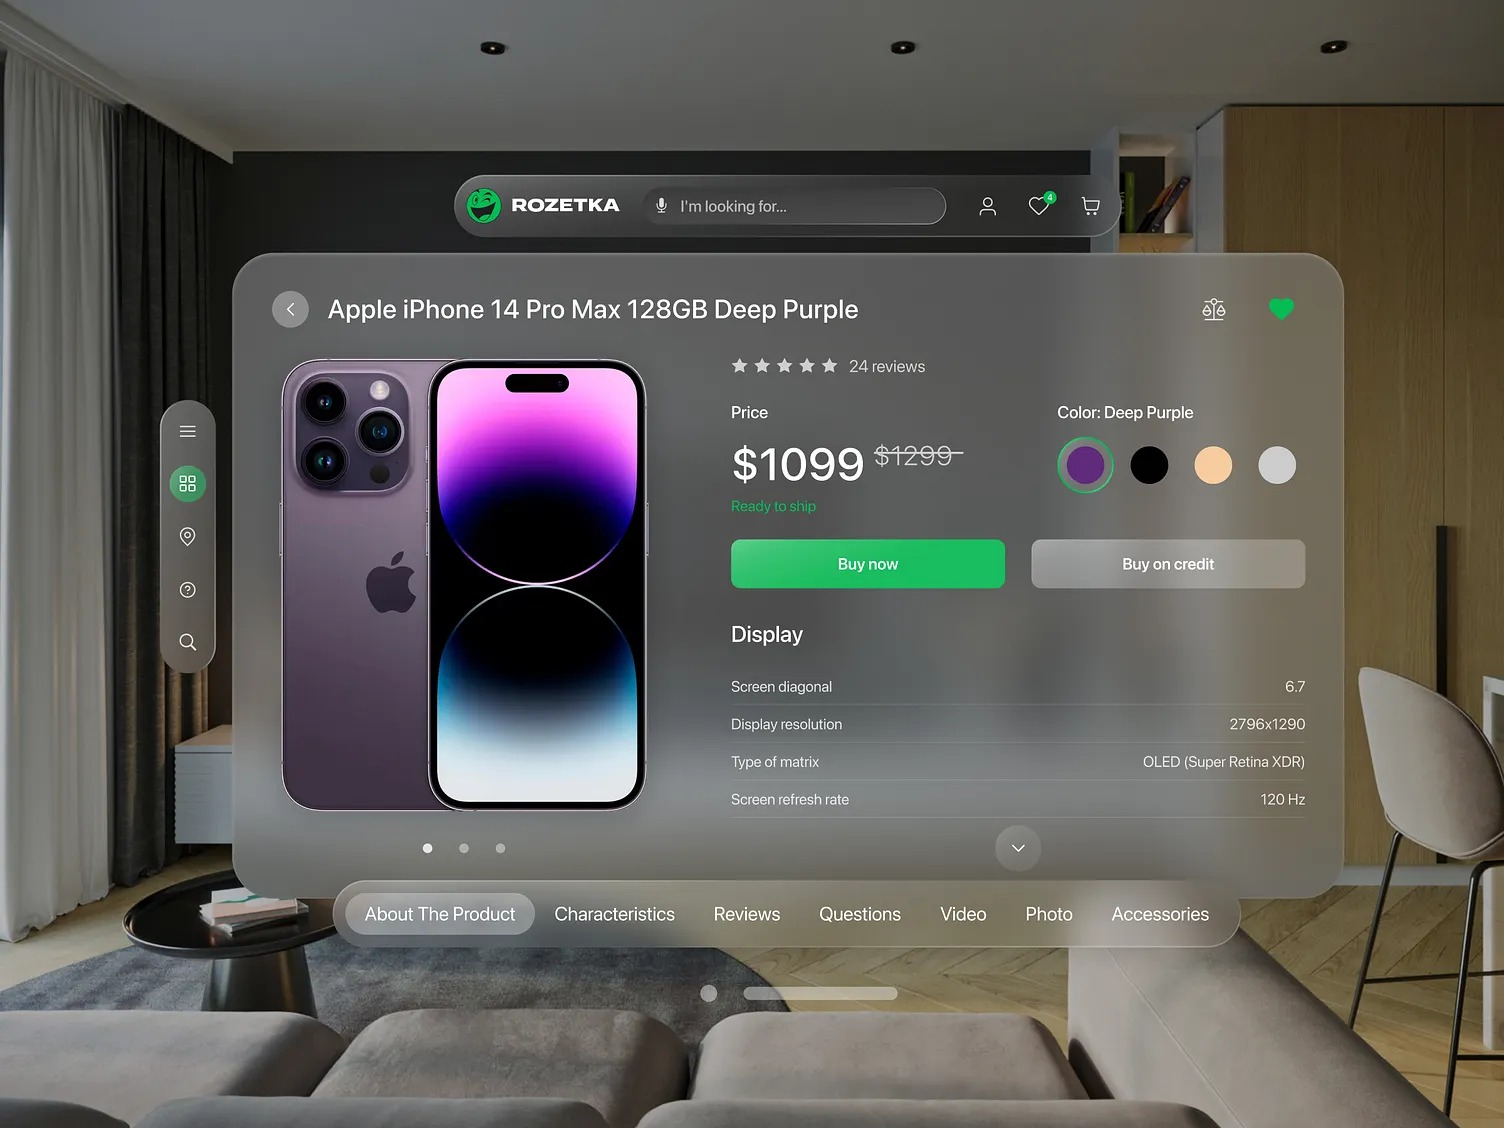 ROZETKA
I'm looking for...
4
Apple iPhone 14 Pro Max 128GB Deep Purple
24 reviews
Price
Color: Deep Purple
$1099 $1299
Ready to ship
Buy now
Buy on credit
Display
Screen diagonal 6.7
Display resolution 2796x1290
Type of matrix OLED (Super Retina XDR)
Screen refresh rate 120 Hz
About The Product Characteristics Reviews Questions Video Photo Accessories